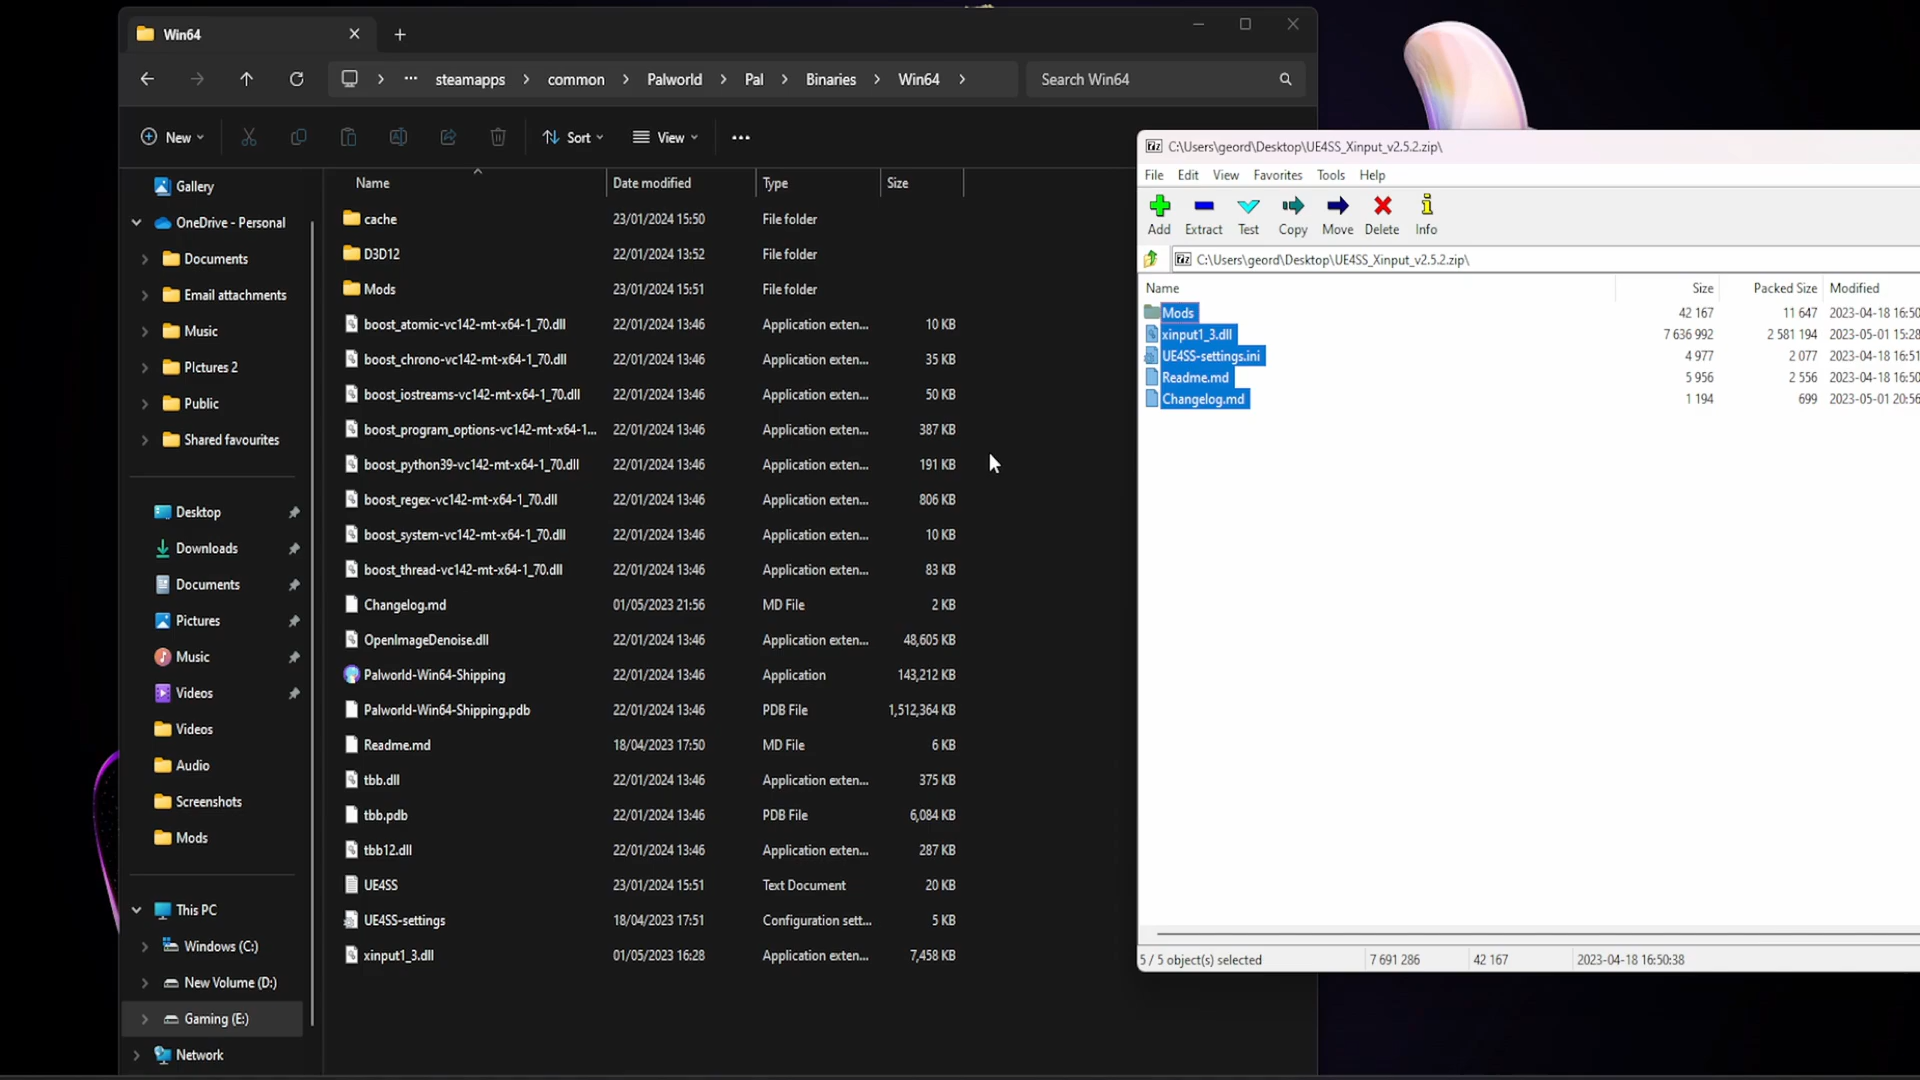 Win64
steamapps
common
Palworld
Pal
Binaries
Win64
Search Win64
New
Sort
View
Gallery
OneDrive - Personal
Documents
Email attachments
Music
PIctures 2
Public
Shared favourites
Desktop
Downloads
Documents
Pictures
Music
Videos
Videos
Audio
Screenshots
Mods
This PC
Windows (C:)
New Volume (D:)
Gaming (E:)
Network
Name Date modified Type Size
cache 23/01/2024 15:50 File folder
D3D12 22/01/2024 13:52 File folder
Mods 23/01/2024 15:51 File folder
boost_atomic-vc142-mt-x64-1_70.dll 22/01/2024 13:46 Application exten... 10 KB
boost_chrono-vc142-mt-x64-1_70.dll 22/01/2024 13:46 Application exten... 35 KB
boost_iostreams-vc142-mt-x64-1_70.dll 22/01/2024 13:46 Application exten... 50 KB
boost_program_options-vc142-mt-x64-1... 22/01/2024 13:46 Application exten... 387 KB
boost_python39-vc142-mt-x64-1_70.dll 22/01/2024 13:46 Application exten... 191 KB
boost_regex-vc142-mt-x64-1_70.dll 22/01/2024 13:46 Application exten... 806 KB
boost_system-vc142-mt-x64-1_70.dll 22/01/2024 13:46 Application exten... 10 KB
boost_thread-vc142-mt-x64-1_70.dll 22/01/2024 13:46 Application exten... 83 KB
Changelog.md 01/05/2023 21:56 MD File 2 KB
OpenImageDenoise.dll 22/01/2024 13:46 Application exten... 48,605 KB
Palworld-Win64-Shipping 22/01/2024 13:46 Application 143,212 KB
Palworld-Win64-Shipping.pdb 22/01/2024 13:46 PDB File 1,512,364 KB
Readme.md 18/04/2023 17:50 MD File 6 KB
tbb.dll 22/01/2024 13:46 Application exten... 375 KB
tbb.pdb 22/01/2024 13:46 PDB File 6,084 KB
tbb12.dll 22/01/2024 13:46 Application exten... 287 KB
UE4SS 23/01/2024 15:51 Text Document 20 KB
UE4SS-settings 18/04/2023 17:51 Configuration sett... 5 KB
xinput1_3.dll 01/05/2023 16:28 Application exten... 7,458 KB
C:\Users\geord\Desktop\UE4SS_Xinput_v2.5.2.zip\
File Edit View Favorites Tools Help
Add Extract Test Copy Move Delete Info
C:\Users\geord\Desktop\UE4SS_Xinput_v2.5.2.zip\
Name Size Packed Size Modified
Mods 42 167 11 647 2023-04-18 16:50
xinput1_3.dll 7 636 992 2 581 194 2023-05-01 15:28
UE4SS-settings.ini 4 977 2 077 2023-04-18 16:51
Readme.md 5 956 2 556 2023-04-18 16:50
Changelog.md 1 194 699 2023-05-01 20:56
5 / 5 object(s) selected 7 691 286 42 167 2023-04-18 16:50:38